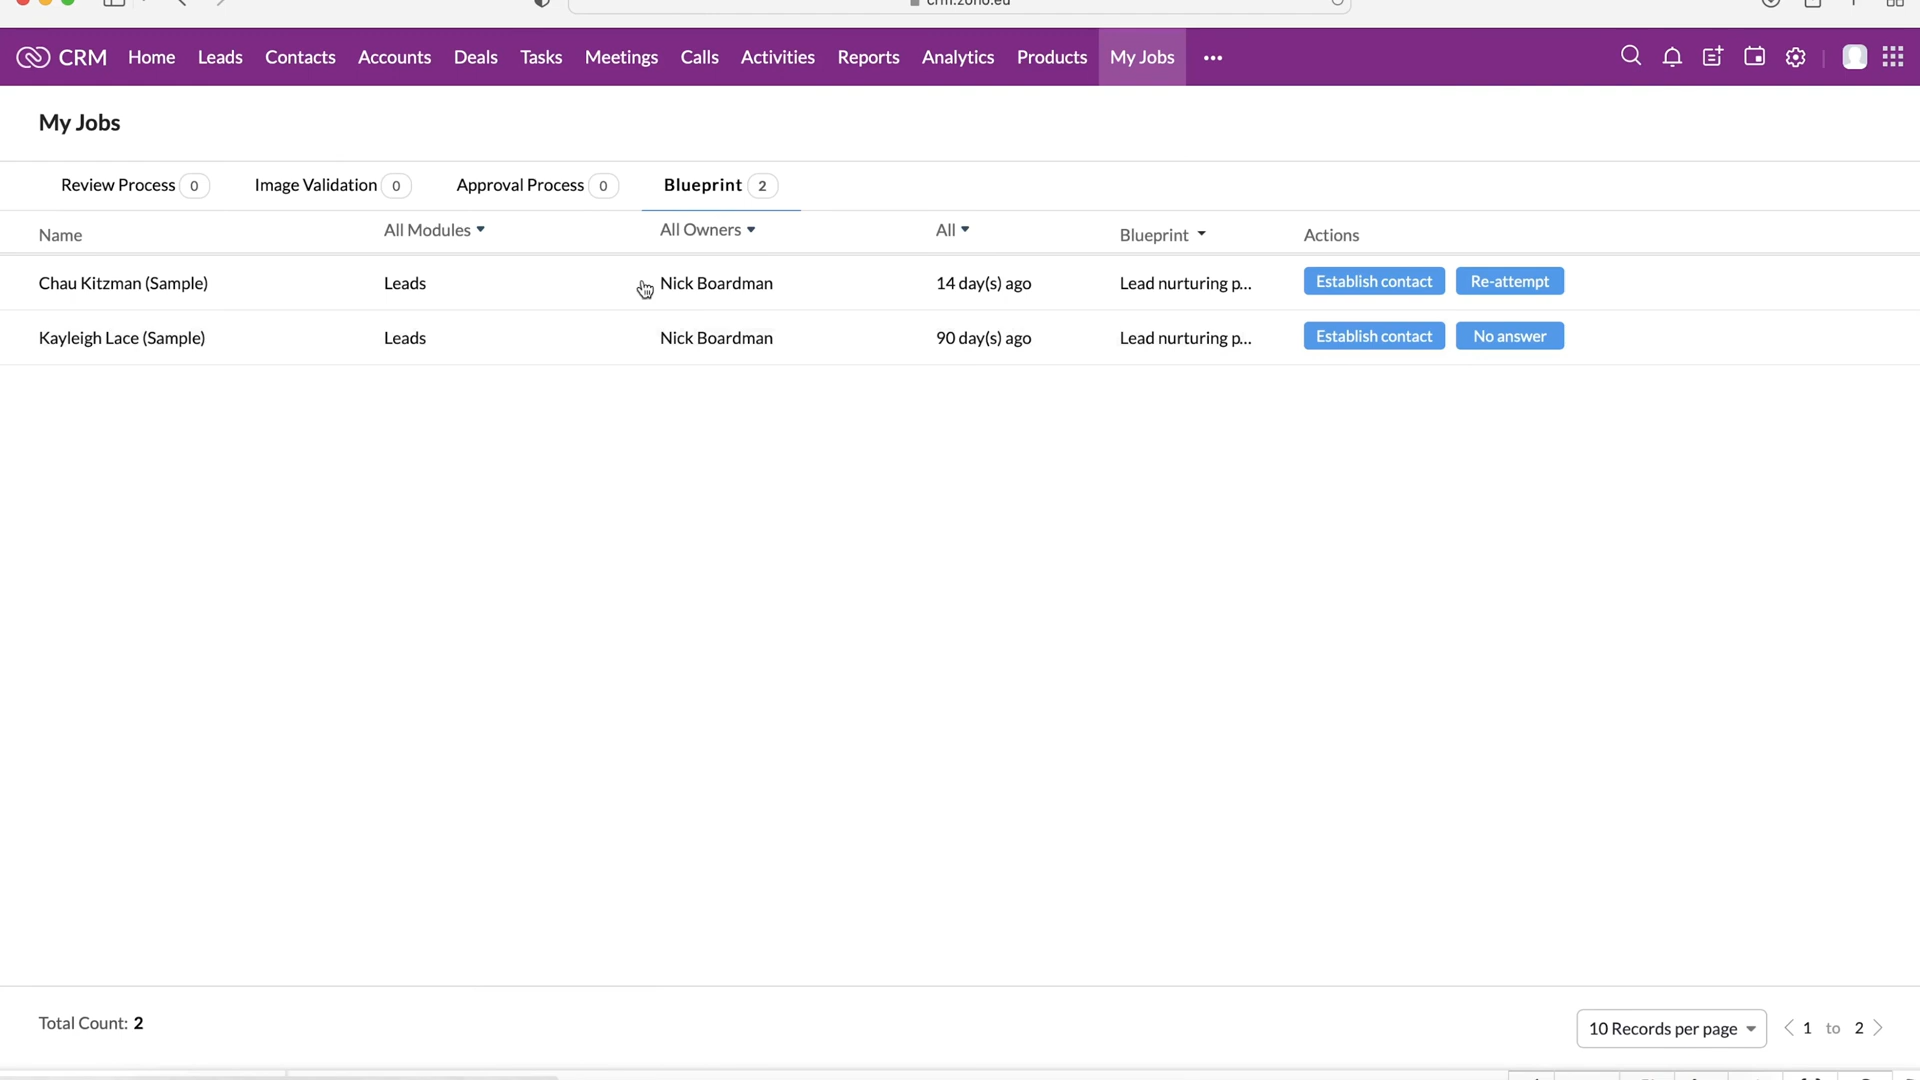 CRM Home Leads Contacts Accounts Deals Tasks Meetings Calls Activities Reports Analytics Products My Jobs ...
My Jobs
Review Process 0 Image Validation 0 Approval Process 0 Blueprint 2
Name All Modules All Owners All Blueprint Actions
Chau Kitzman (Sample) Leads Nick Boardman 14 day(s) ago Lead nurturing p... Establish contact Re-attempt
Kayleigh Lace (Sample) Leads Nick Boardman 90 day(s) ago Lead nurturing p... Establish contact No answer
Total Count: 2
10 Records per page 1 to 2